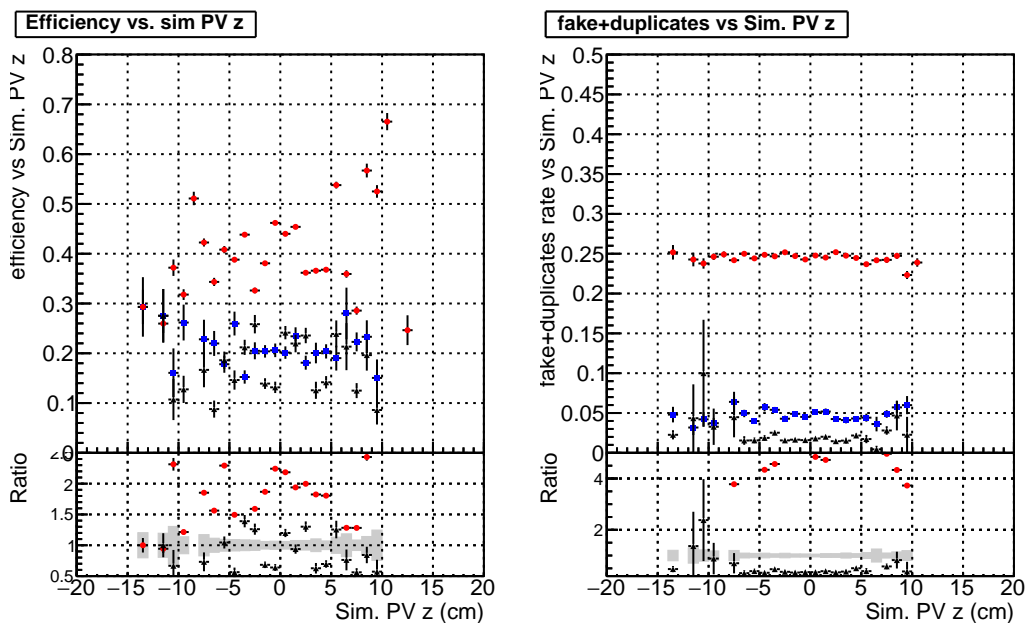 Efficiency vs. sim PV z
efficiency vs Sim. PV z
0.8
0.7
0.6
0.5
0.4
0.3
0.2
0.1
0
Ratio
2.5
2
1.5
1
0.5
−20 −15 −10 −5 0 5 10 15 20
Sim. PV z (cm)
fake+duplicates vs Sim. PV z
fake+duplicates rate vs Sim. PV z
0.5
0.45
0.4
0.35
0.3
0.25
0.2
0.15
0.1
0.05
0
Ratio
4
2
−20 −15 −10 −5 0 5 10 15 20
Sim. PV z (cm)